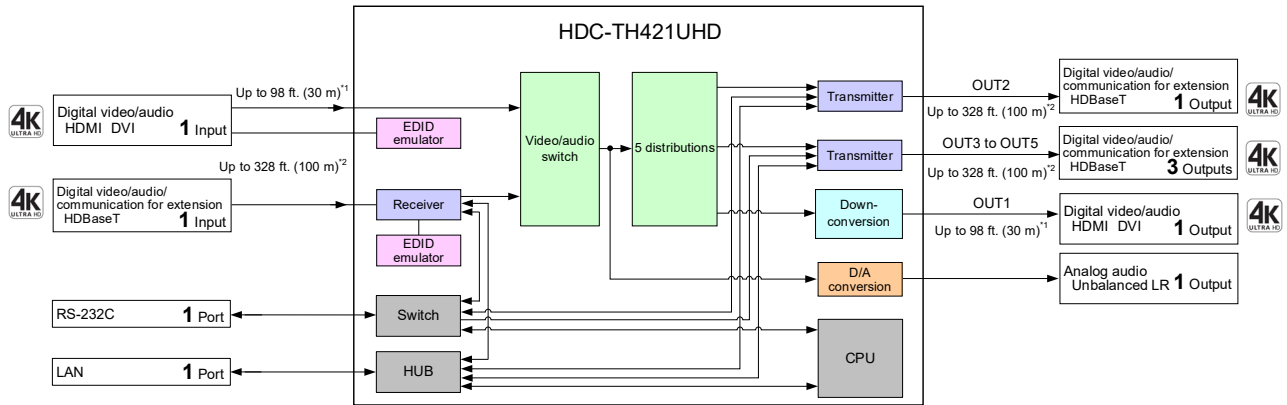 HDC-TH421UHD
4K
ULTRA HD
Digital video/audio
HDMI DVI 1 Input
Up to 98 ft. (30 m)*1
EDID
emulator
4K
ULTRA HD
Digital video/audio/
communication for extension
HDBaseT
1 Input
Up to 328 ft. (100 m)*2
Receiver
EDID
emulator
RS-232C 1 Port
Switch
LAN 1 Port
HUB
Video/audio
switch
5 distributions
Transmitter
OUT2
Up to 328 ft. (100 m)*2
Digital video/audio/
communication for extension
HDBaseT
1 Output
4K
ULTRA HD
Transmitter
OUT3 to OUT5
Up to 328 ft. (100 m)*2
Digital video/audio/
communication for extension
HDBaseT
3 Outputs
4K
ULTRA HD
Down-
conversion
OUT1
Up to 98 ft. (30 m)*1
Digital video/audio
HDMI DVI 1 Output
4K
ULTRA HD
D/A
conversion
Analog audio
Unbalanced LR 1 Output
CPU